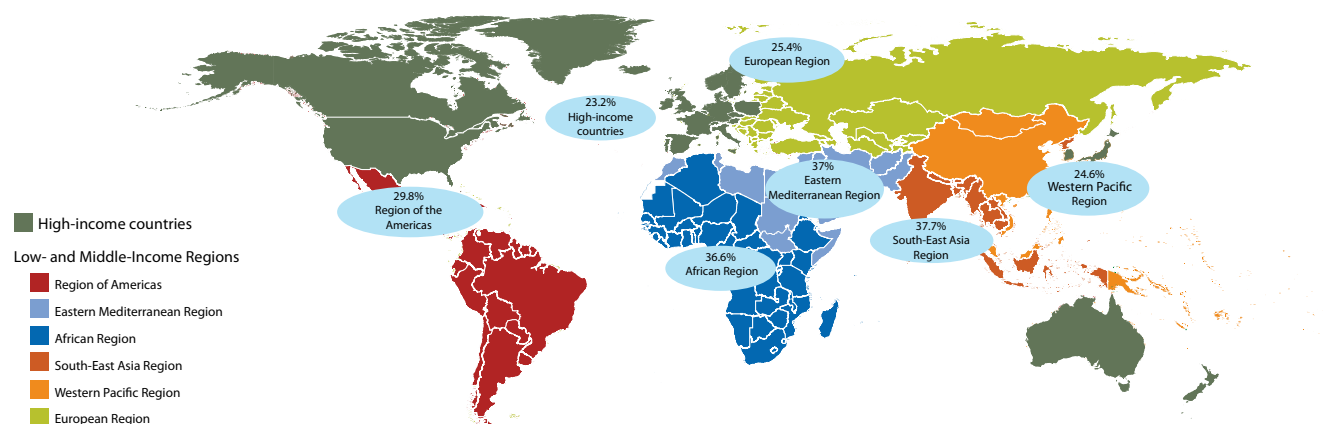 25.4%
European Region
23.2%
High-income
countries
37%
Eastern
Mediterranean Region
24.6%
Western Pacific
Region
29.8%
Region of the
Americas
37.7%
South-East Asia
Region
36.6%
African Region
High-income countries
Low- and Middle-Income Regions
Region of Americas
Eastern Mediterranean Region
African Region
South-East Asia Region
Western Pacific Region
European Region